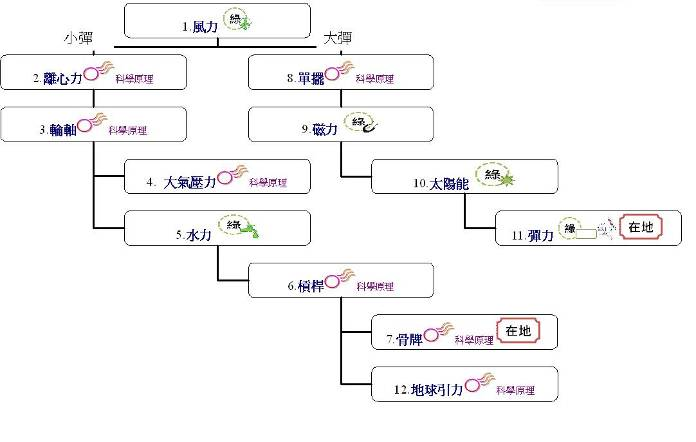 1.風力 綠
小彈 大彈
2.離心力 科學原理
8.單擺 科學原理
3.輪軸 科學原理
9.磁力 綠
4. 大氣壓力 科學原理
10.太陽能 綠
5.水力 綠
11.彈力 綠 在地
6.槓桿 科學原理
7.骨牌 科學原理 在地
12.地球引力 科學原理